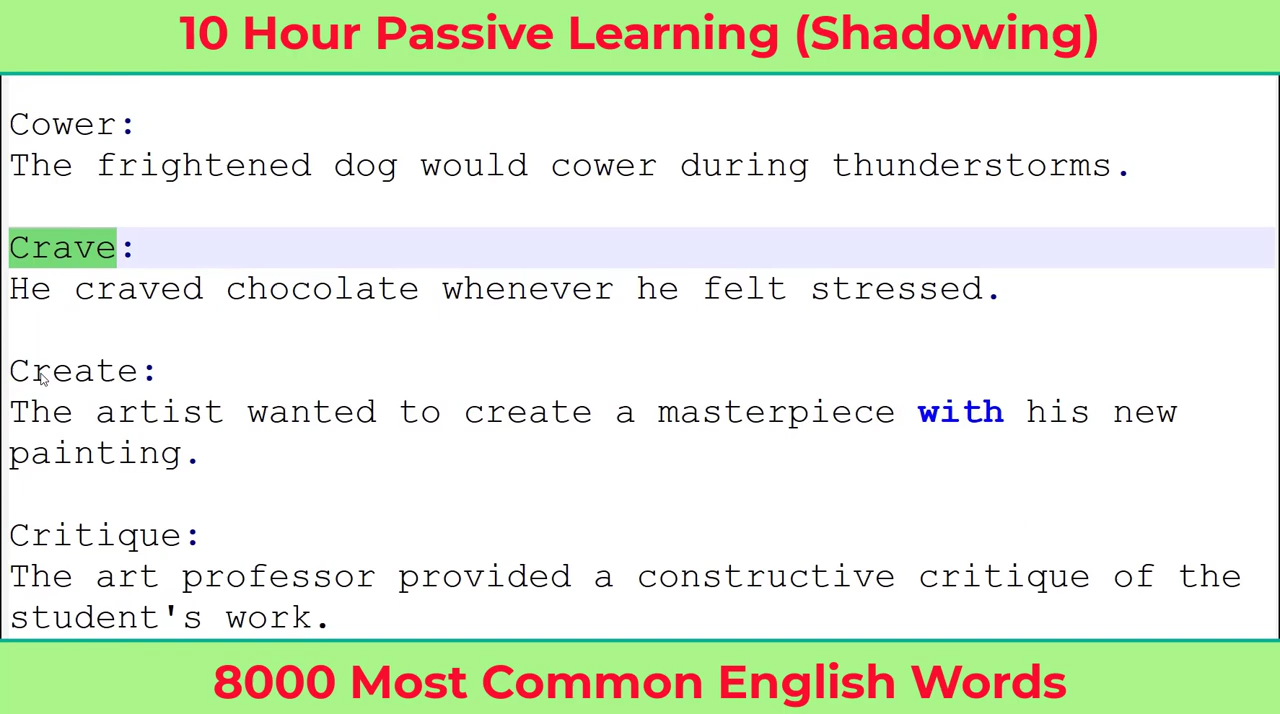 10 Hour Passive Learning (Shadowing)
Cower:
The frightened dog would cower during thunderstorms.
Crave:
He craved chocolate whenever he felt stressed.
Create:
The artist wanted to create a masterpiece with his new
painting.
Critique:
The art professor provided a constructive critique of the
student's work.
8000 Most Common English Words